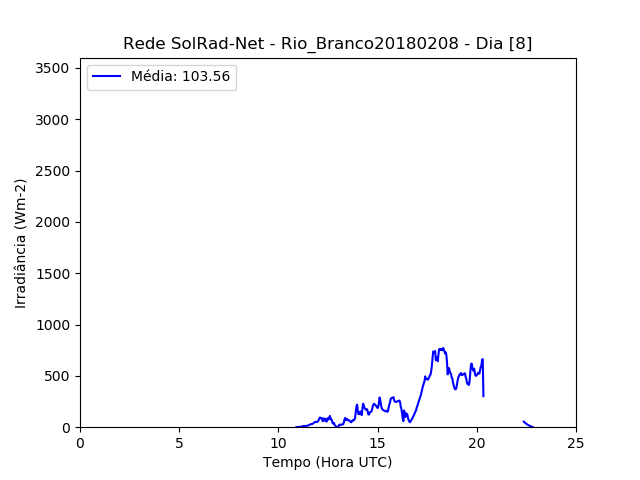 Rede SolRad-Net - Rio_Branco20180208 - Dia [8]
Média: 103.56
3500
3000
2500
2000
1500
1000
500
0
Irradiância (Wm-2)
0 5 10 15 20 25
Tempo (Hora UTC)